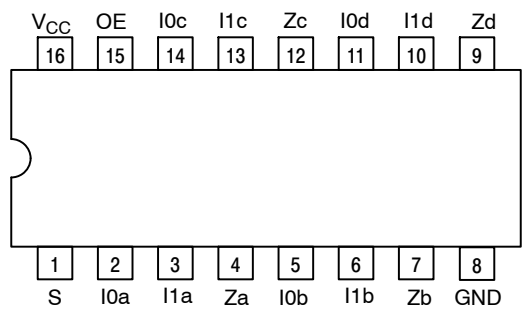 VCC OE I0c I1c Zc I0d I1d Zd
16 15 14 13 12 11 10 9
1 2 3 4 5 6 7 8
S I0a I1a Za I0b I1b Zb GND